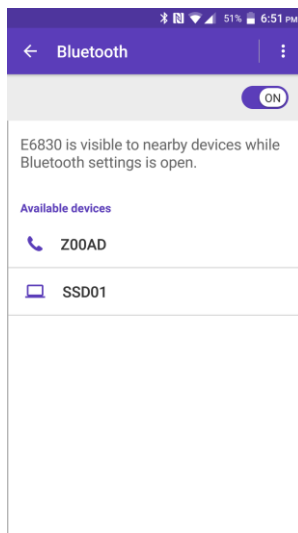 51% 6:51 PM
Bluetooth
ON
E6830 is visible to nearby devices while
Bluetooth settings is open.
Available devices
Z00AD
SSD01